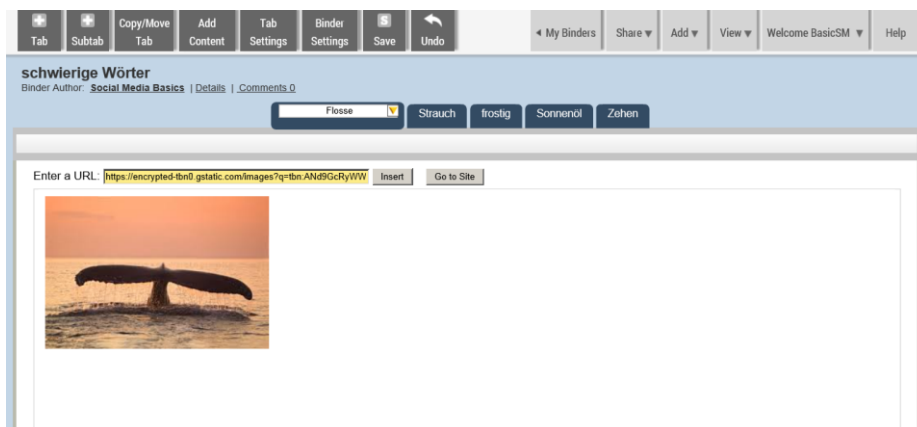 Tab
Subtab
Copy/Move
Tab
Add
Content
Tab
Settings
Binder
Settings
S
Save
Undo
My Binders
Share
Add
View
Welcome BasicSM
Help
schwierige Wörter
Binder Author: Social Media Basics | Details | Comments 0
Flosse Strauch frostig Sonnenöl Zehen
Enter a URL: https://encrypted-tbn0.gstatic.com/images?q=tbn:ANd9GcRyWW Insert Go to Site